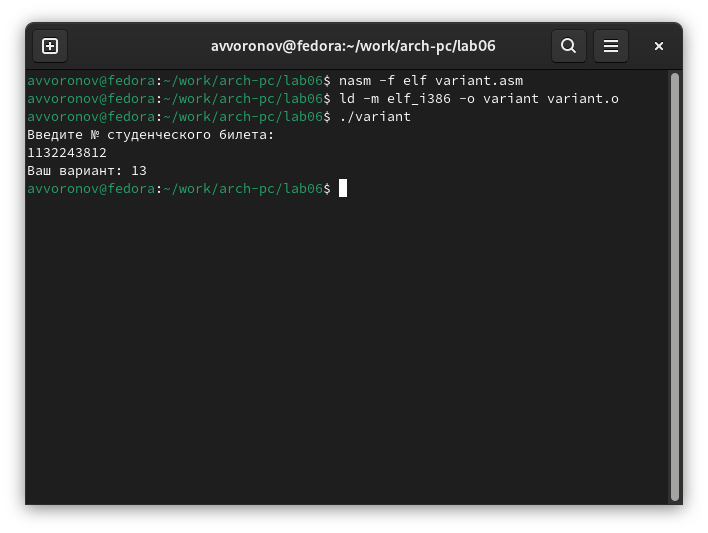 avvoronov@fedora:~/work/arch-pc/lab06
avvoronov@fedora:~/work/arch-pc/lab06$ nasm -f elf variant.asm
avvoronov@fedora:~/work/arch-pc/lab06$ ld -m elf_i386 -o variant variant.o
avvoronov@fedora:~/work/arch-pc/lab06$ ./variant
Введите № студенческого билета:
1132243812
Ваш вариант: 13
avvoronov@fedora:~/work/arch-pc/lab06$